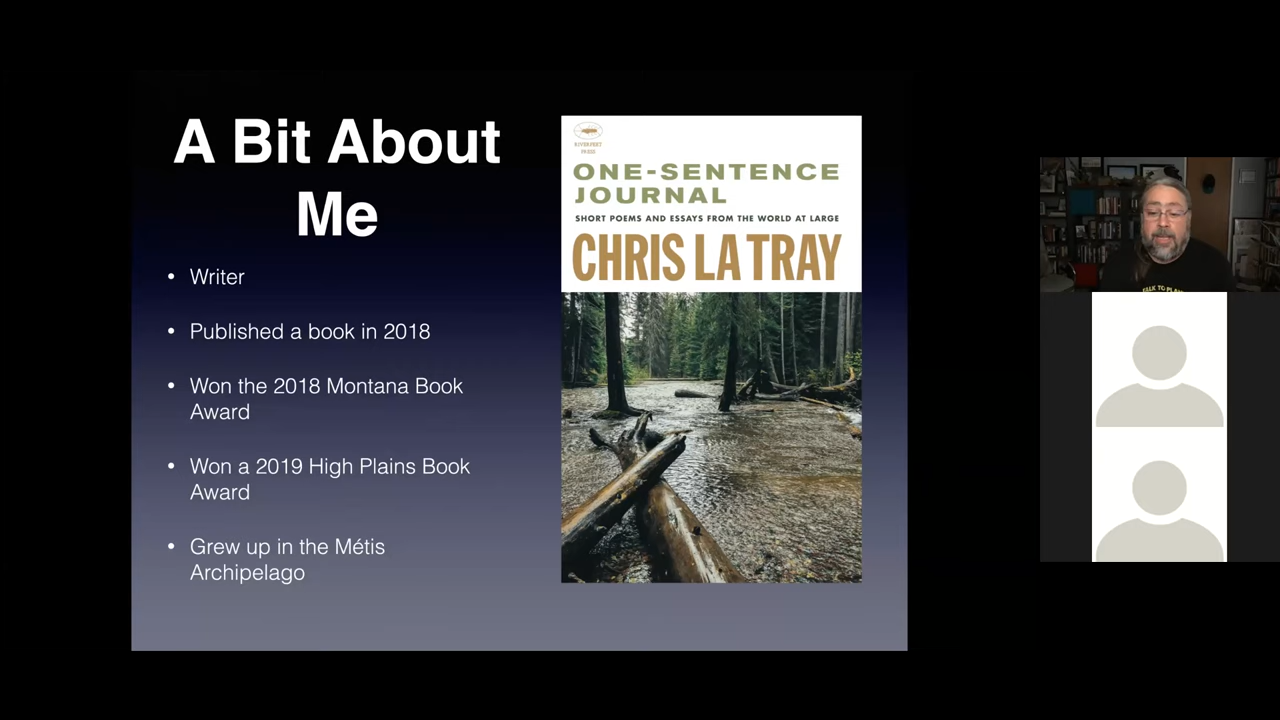 A Bit About
Me
• Writer
• Published a book in 2018
• Won the 2018 Montana Book
Award
• Won a 2019 High Plains Book
Award
• Grew up in the Métis
Archipelago
RIVERFEET
PRESS
ONE-SENTENCE
JOURNAL
SHORT POEMS AND ESSAYS FROM THE WORLD AT LARGE
CHRIS LA TRAY
TALK TO